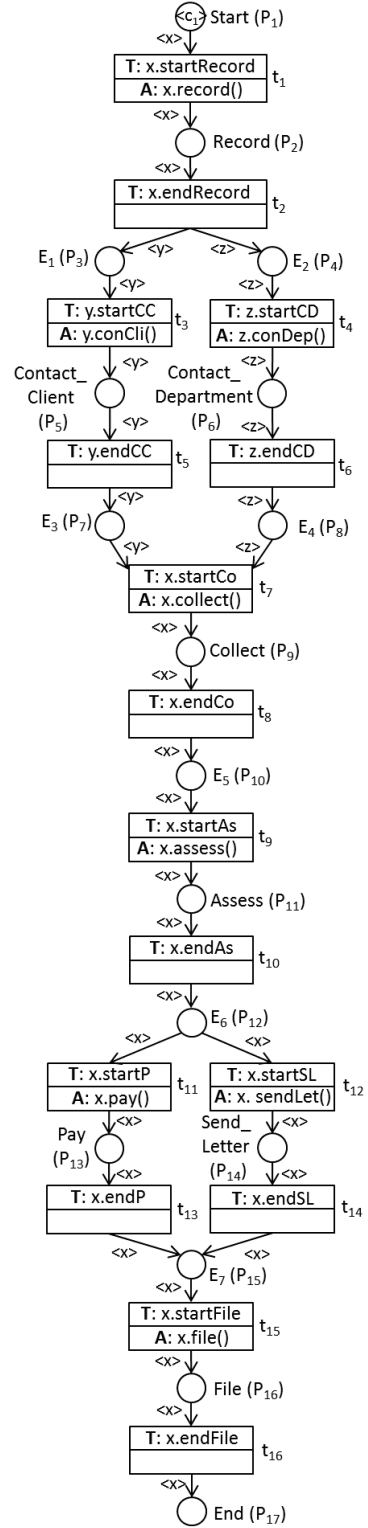 <c₁> Start (P₁)
<x>
T: x.startRecord
A: x.record()
t₁
<x>
Record (P₂)
<x>
T: x.endRecord
t₂
<y> <z>
E₁ (P₃) E₂ (P₄)
<y> <z>
T: y.startCC
A: y.conCli()
t₃
T: z.startCD
A: z.conDep()
t₄
<y> <z>
Contact_
Client
(P₅)
Contact_
Department
(P₆)
<y> <z>
T: y.endCC
t₅
T: z.endCD
t₆
<y> <z>
E₃ (P₇) E₄ (P₈)
<y> <z>
T: x.startCo
A: x.collect()
t₇
<x>
Collect (P₉)
<x>
T: x.endCo
t₈
<x>
E₅ (P₁₀)
<x>
T: x.startAs
A: x.assess()
t₉
<x>
Assess (P₁₁)
<x>
T: x.endAs
t₁₀
<x>
E₆ (P₁₂)
<x> <x>
T: x.startP
A: x.pay()
t₁₁
T: x.startSL
A: x. sendLet()
t₁₂
<x> <x>
Pay
(P₁₃)
Send_
Letter
(P₁₄)
<x> <x>
T: x.endP
t₁₃
T: x.endSL
t₁₄
<x> <x>
E₇ (P₁₅)
<x>
T: x.startFile
A: x.file()
t₁₅
<x>
File (P₁₆)
<x>
T: x.endFile
t₁₆
<x>
End (P₁₇)